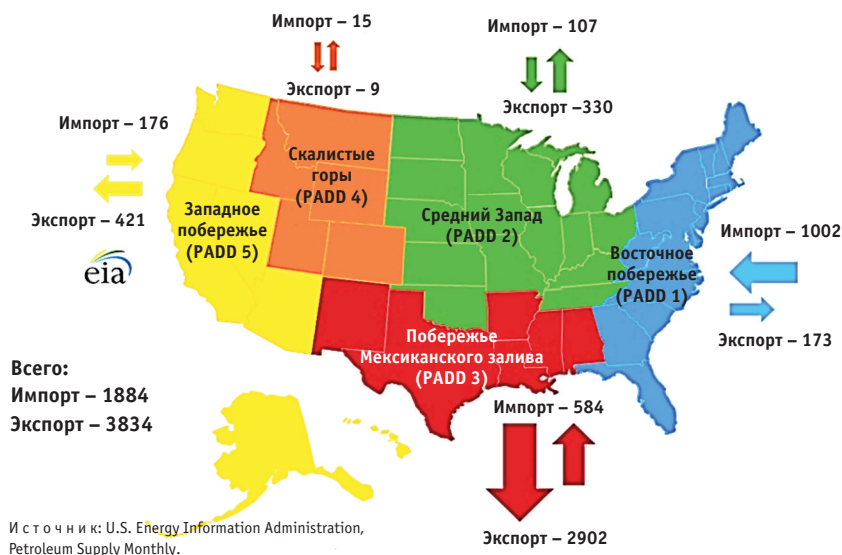 Импорт – 15
Экспорт – 9
Импорт – 107
Экспорт –330
Импорт – 176
Экспорт – 421
eia
Скалистые
горы
(PADD 4)
Западное
побережье
(PADD 5)
Средний Запад
(PADD 2)
Восточное
побережье
(PADD 1)
Импорт – 1002
Экспорт – 173
Побережье
Мексиканского залива
(PADD 3)
Импорт – 584
Экспорт – 2902
Всего:
Импорт – 1884
Экспорт – 3834
Источник: U.S. Energy Information Administration,
Petroleum Supply Monthly.